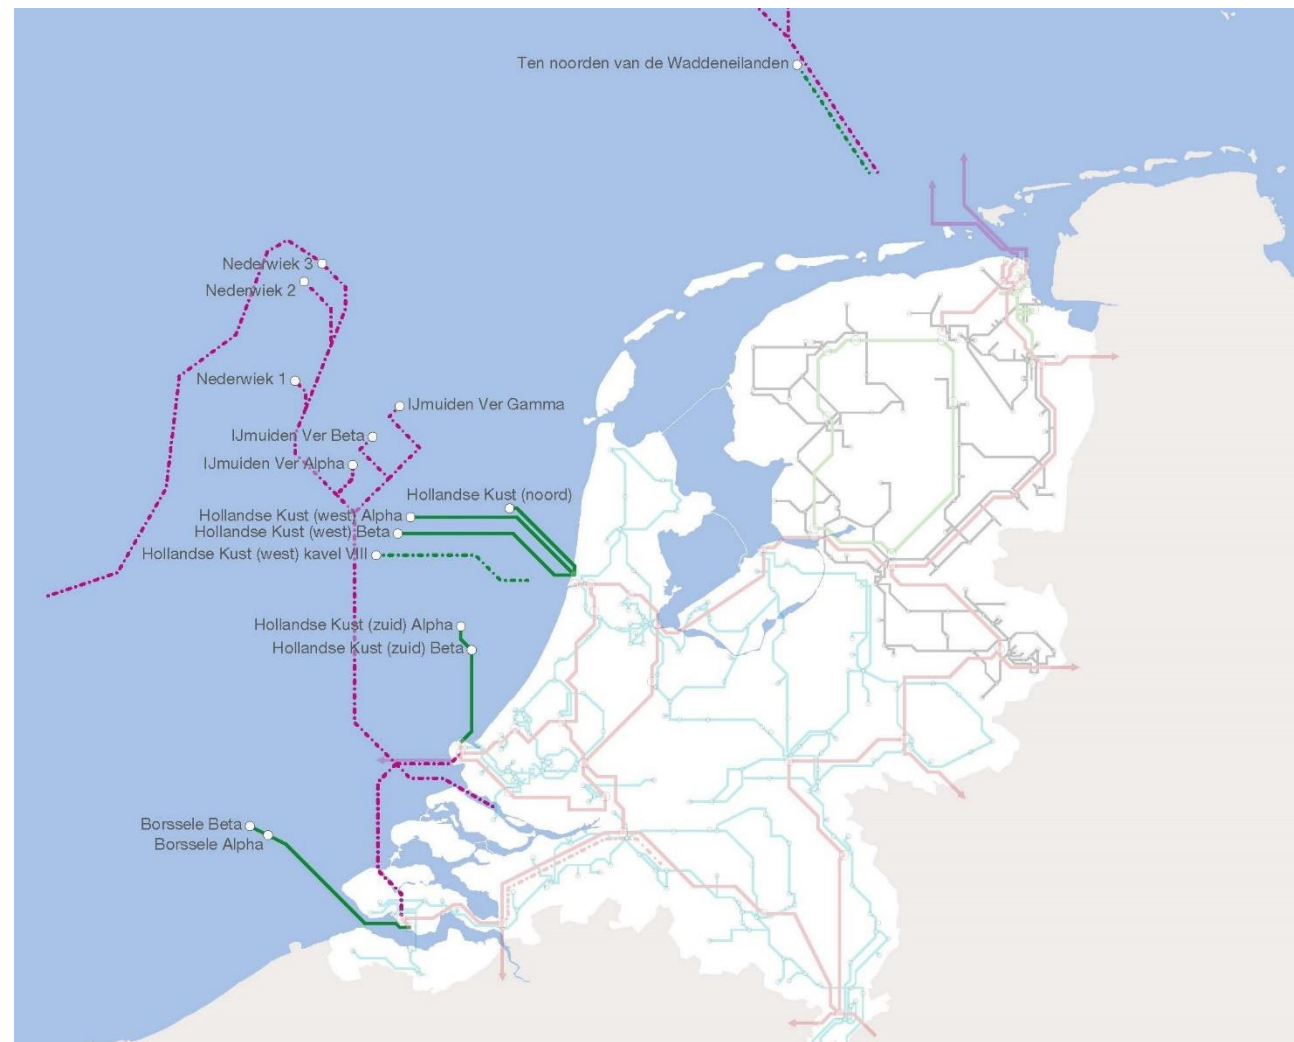 Ten noorden van de Waddeneilanden
Nederwiek 3
Nederwiek 2
Nederwiek 1
IJmuiden Ver Gamma
IJmuiden Ver Beta
IJmuiden Ver Alpha
Hollandse Kust (noord)
Hollandse Kust (west) Alpha
Hollandse Kust (west) Beta
Hollandse Kust (west) kavel VIII
Hollandse Kust (zuid) Alpha
Hollandse Kust (zuid) Beta
Borssele Beta
Borssele Alpha